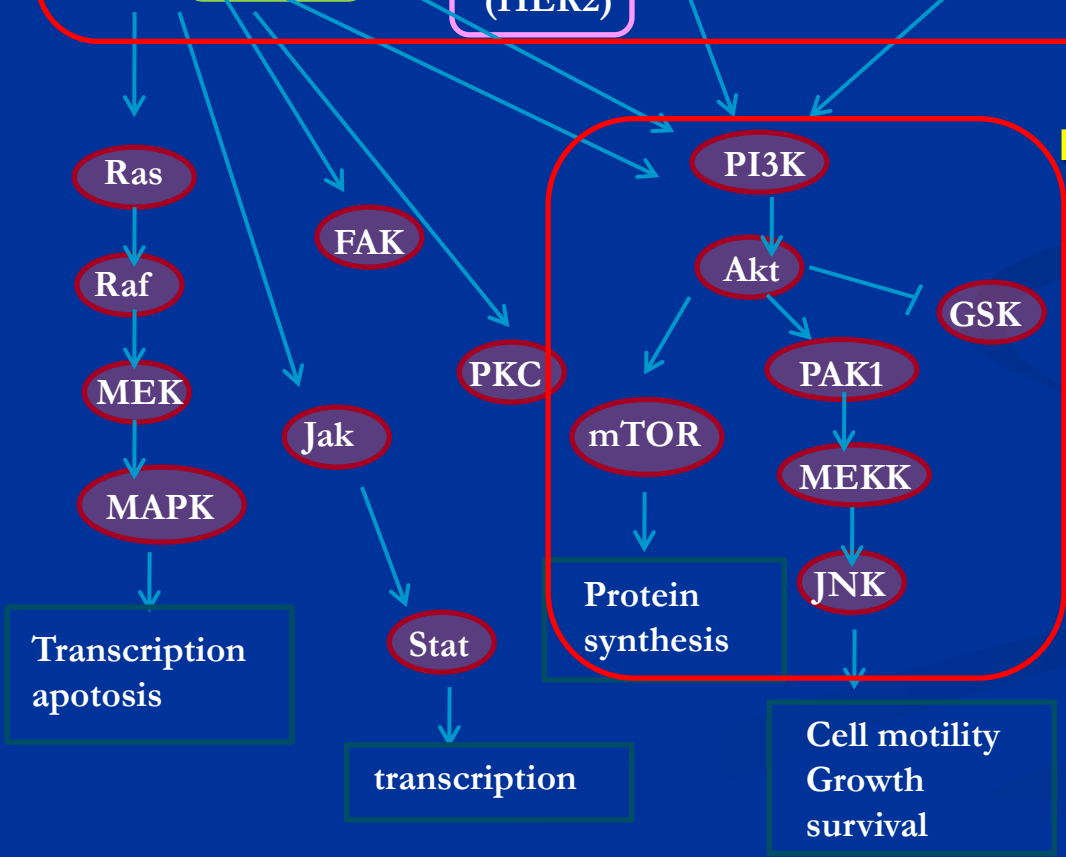 (HER2)
Ras
PI3K
FAK
Akt
Raf
GSK
PKC
PAK1
MEK
Jak
mTOR
MEKK
MAPK
JNK
Protein
synthesis
Stat
Transcription
apotosis
transcription
Cell motility
Growth
survival